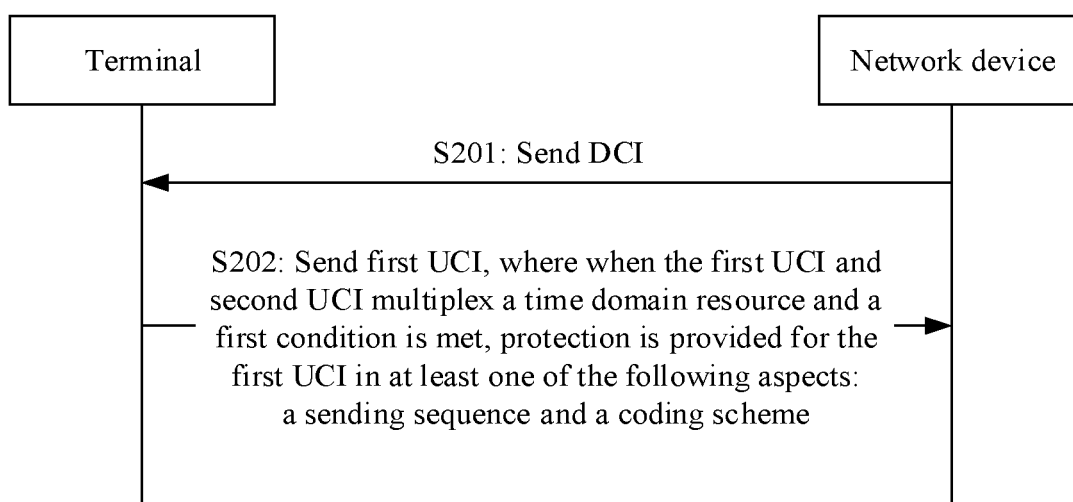 Terminal
Network device
S201: Send DCI
S202: Send first UCI, where when the first UCI and
second UCI multiplex a time domain resource and a
first condition is met, protection is provided for the
first UCI in at least one of the following aspects:
a sending sequence and a coding scheme